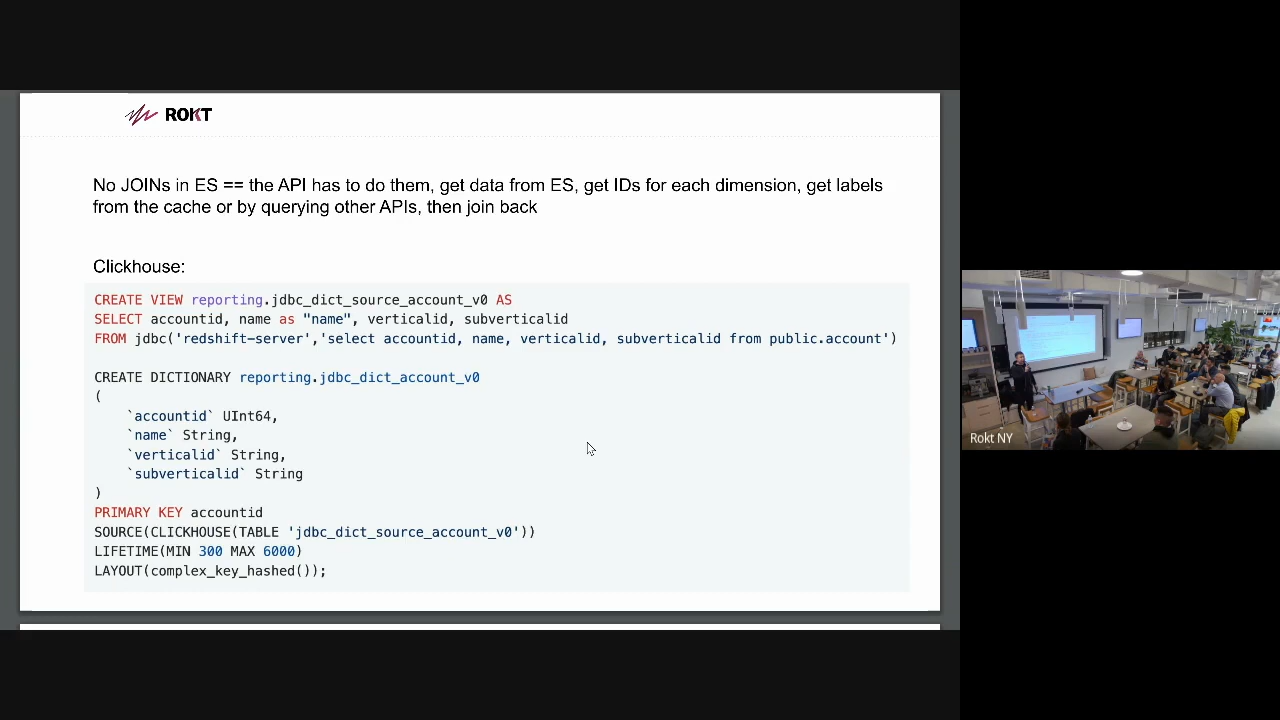 ROKT
No JOINs in ES == the API has to do them, get data from ES, get IDs for each dimension, get labels
from the cache or by querying other APIs, then join back
Clickhouse:
CREATE VIEW reporting.jdbc_dict_source_account_v0 AS
SELECT accountid, name as "name", verticalid, subverticalid
FROM jdbc('redshift-server','select accountid, name, verticalid, subverticalid from public.account')
CREATE DICTIONARY reporting.jdbc_dict_account_v0
(
`accountid` UInt64,
`name` String,
`verticalid` String,
`subverticalid` String
)
PRIMARY KEY accountid
SOURCE(CLICKHOUSE(TABLE 'jdbc_dict_source_account_v0'))
LIFETIME(MIN 300 MAX 6000)
LAYOUT(complex_key_hashed());
Rokt NY